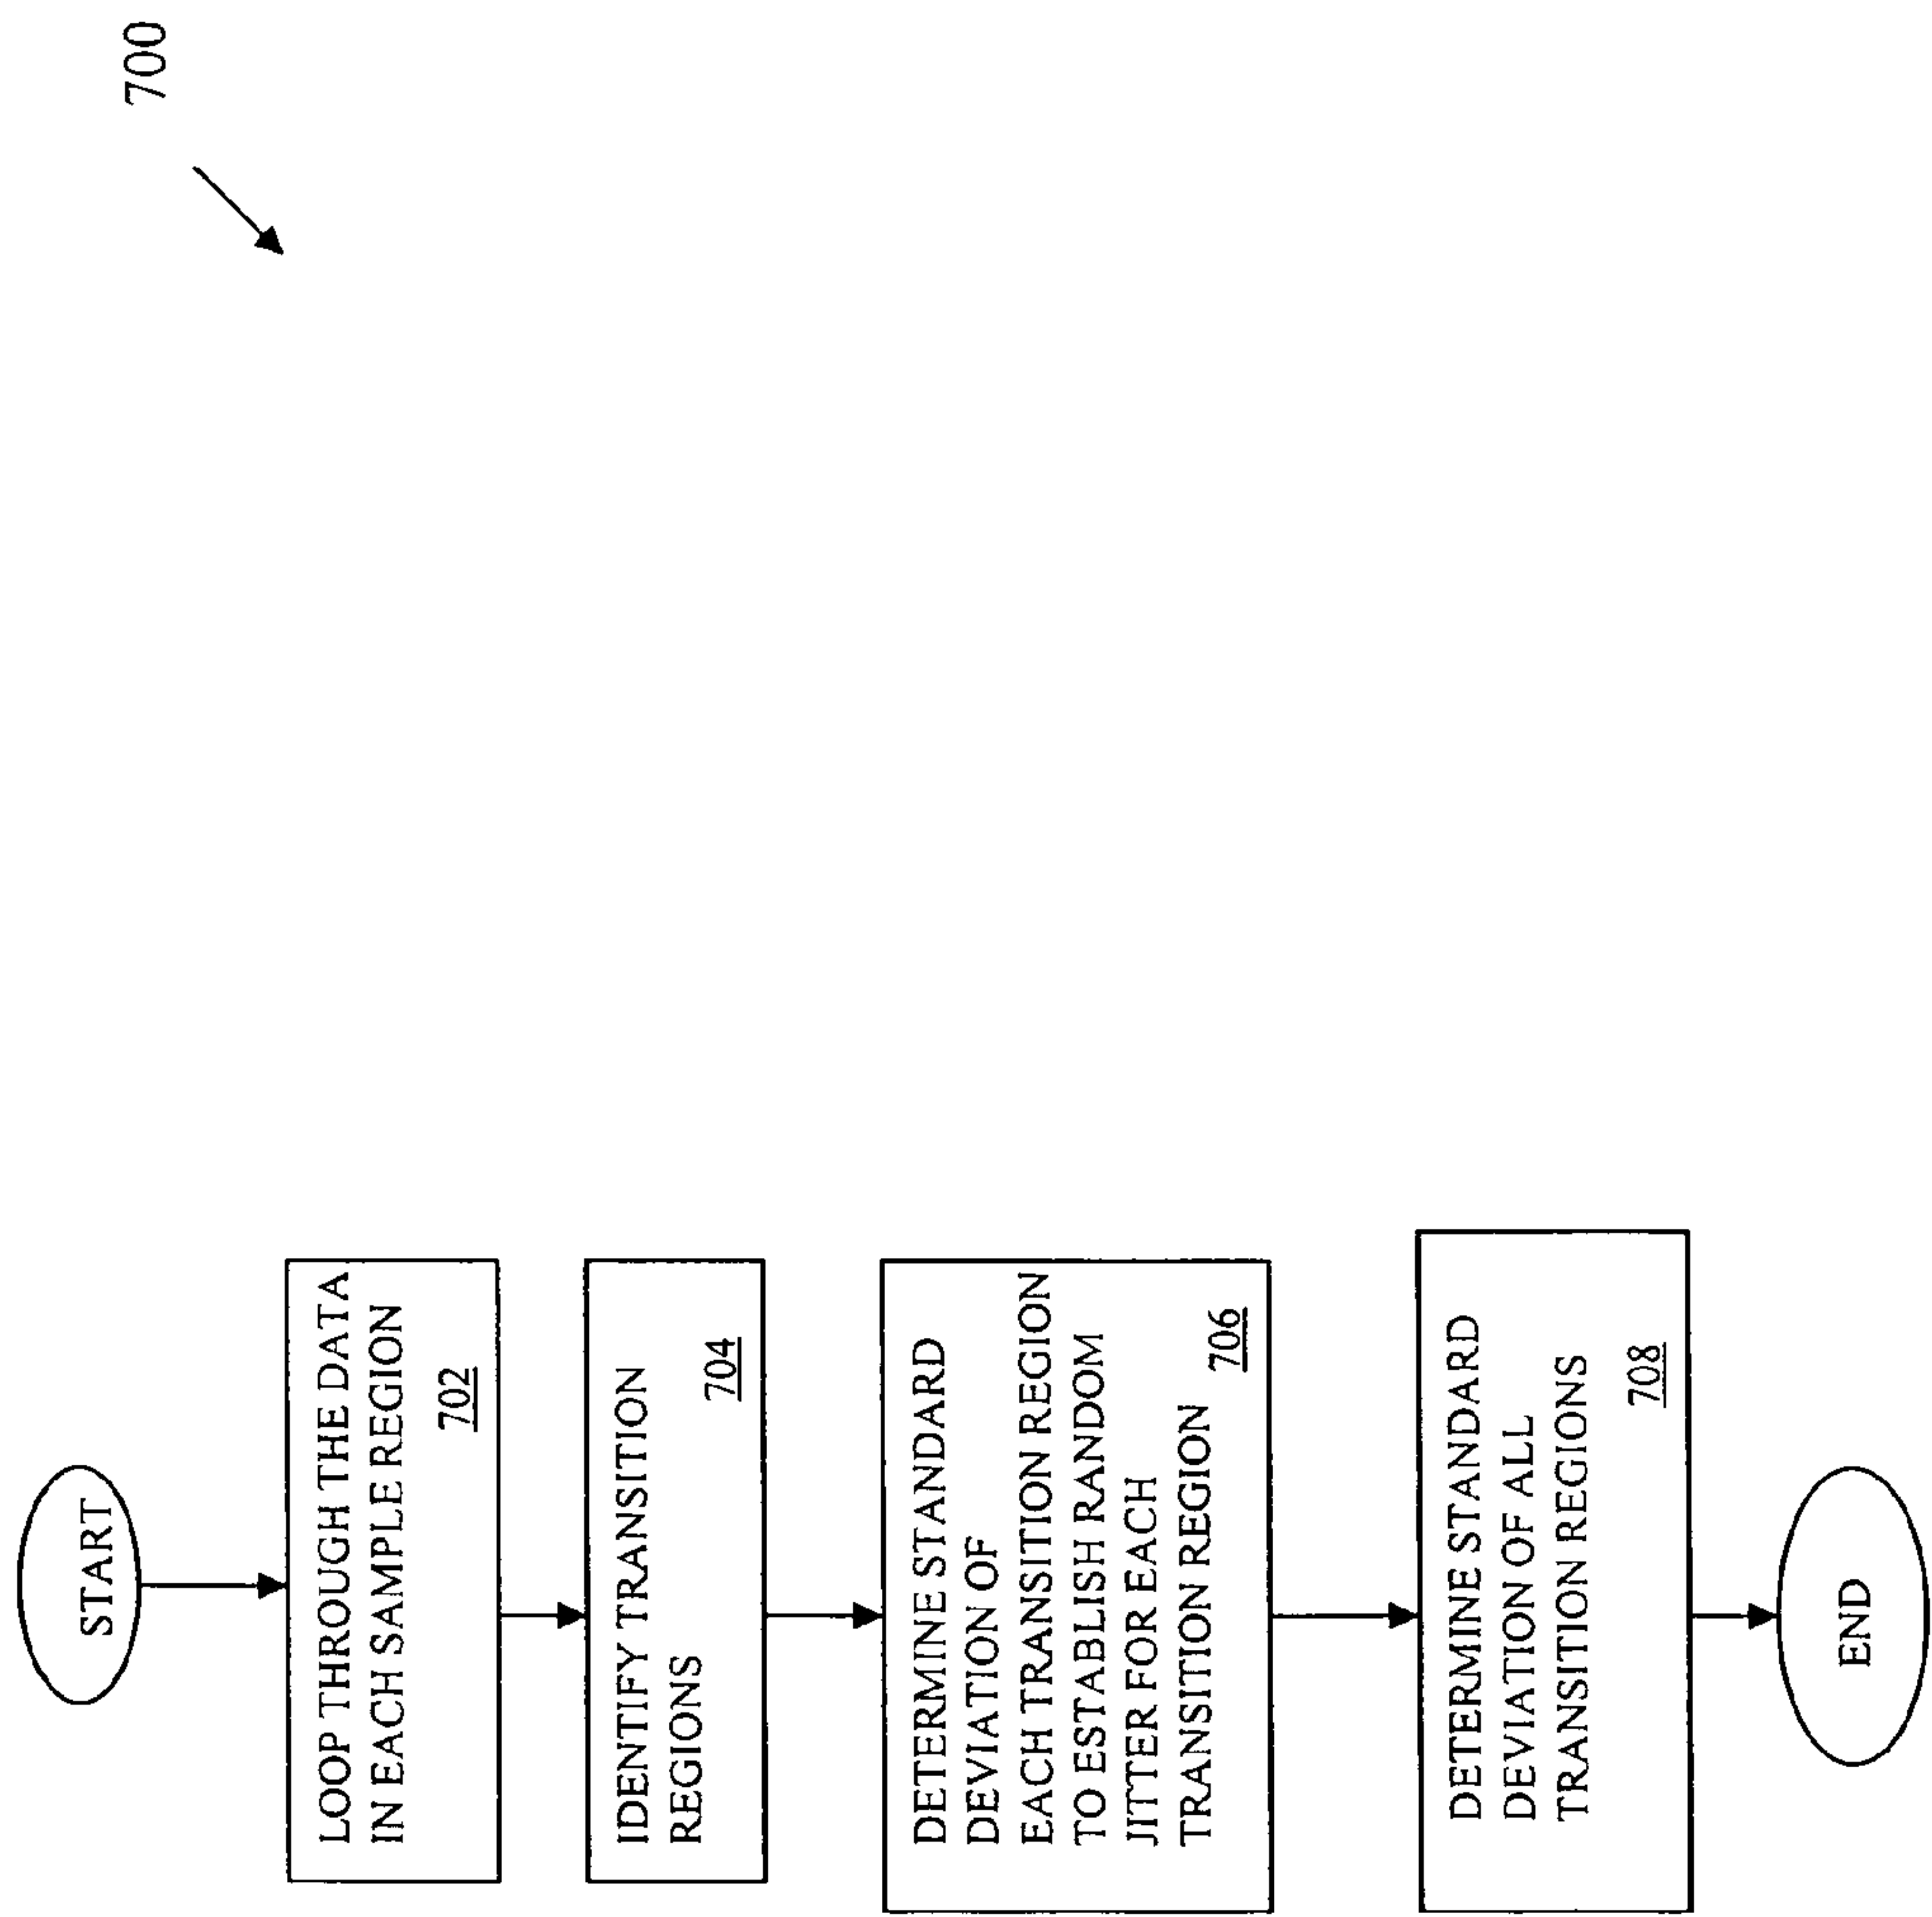 700
START
LOOP THROUGH THE DATA
IN EACH SAMPLE REGION
702
IDENTIFY TRANSITION
REGIONS
704
DETERMINE STANDARD
DEVIATION OF
EACH TRANSITION REGION
TO ESTABLISH RANDOM
JITTER FOR EACH
TRANSITION REGION
706
DETERMINE STANDARD
DEVIATION OF ALL
TRANSITION REGIONS
708
END